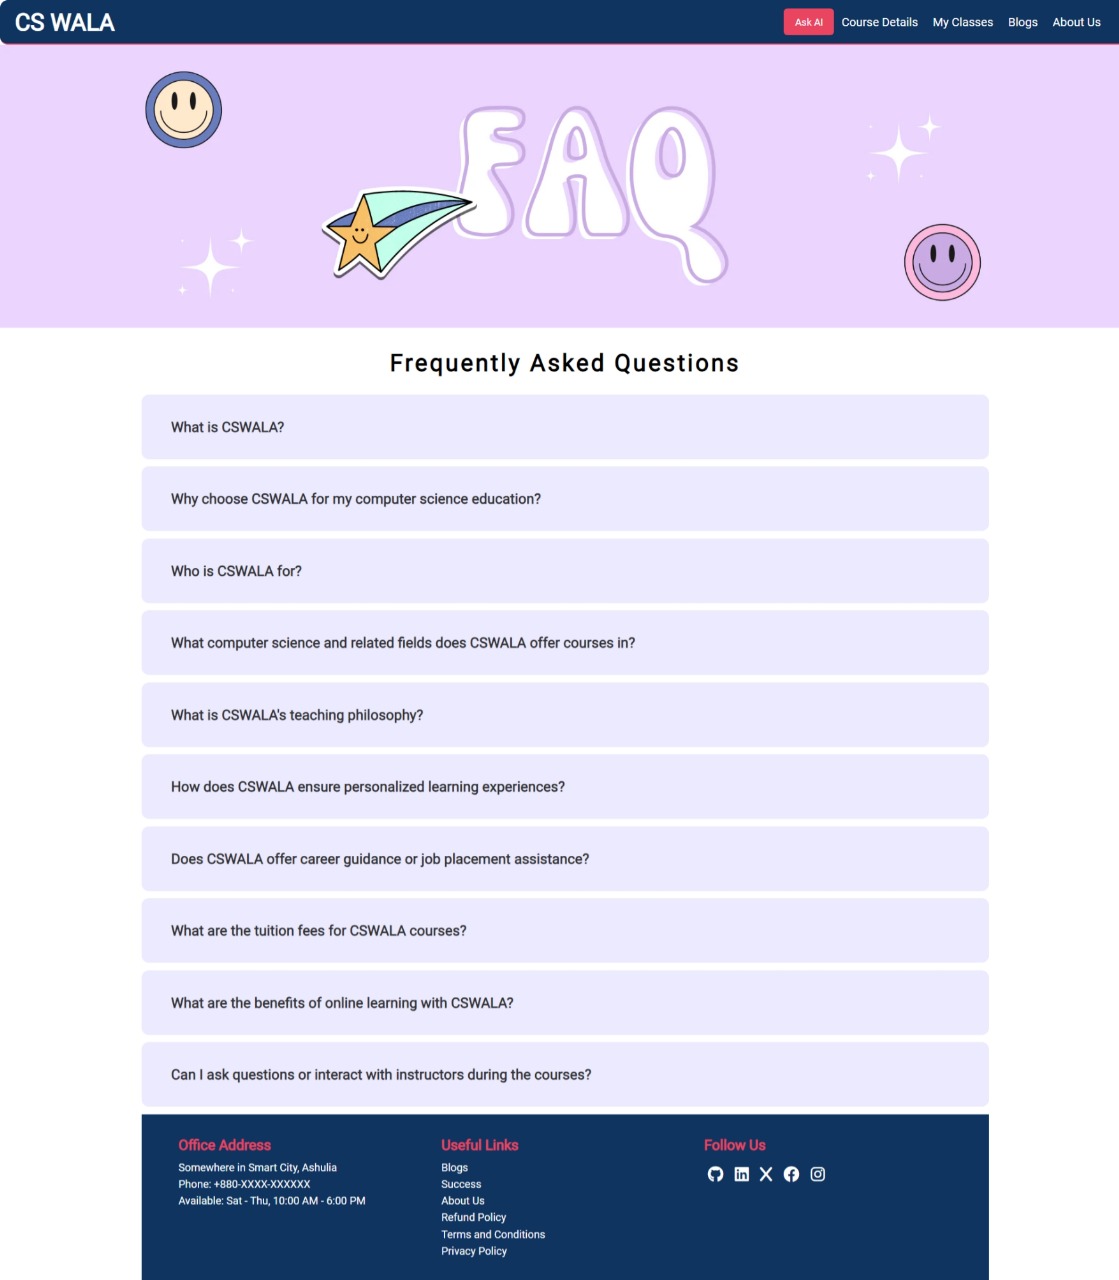 CS WALA
Ask AI
Course Details
My Classes
Blogs
About Us
FAQ
Frequently Asked Questions
What is CSWALA?
Why choose CSWALA for my computer science education?
Who is CSWALA for?
What computer science and related fields does CSWALA offer courses in?
What is CSWALA's teaching philosophy?
How does CSWALA ensure personalized learning experiences?
Does CSWALA offer career guidance or job placement assistance?
What are the tuition fees for CSWALA courses?
What are the benefits of online learning with CSWALA?
Can I ask questions or interact with instructors during the courses?
Office Address
Somewhere in Smart City, Ashulia
Phone: +880-XXXX-XXXXXX
Available: Sat - Thu, 10:00 AM - 6:00 PM
Useful Links
Blogs
Success
About Us
Refund Policy
Terms and Conditions
Privacy Policy
Follow Us